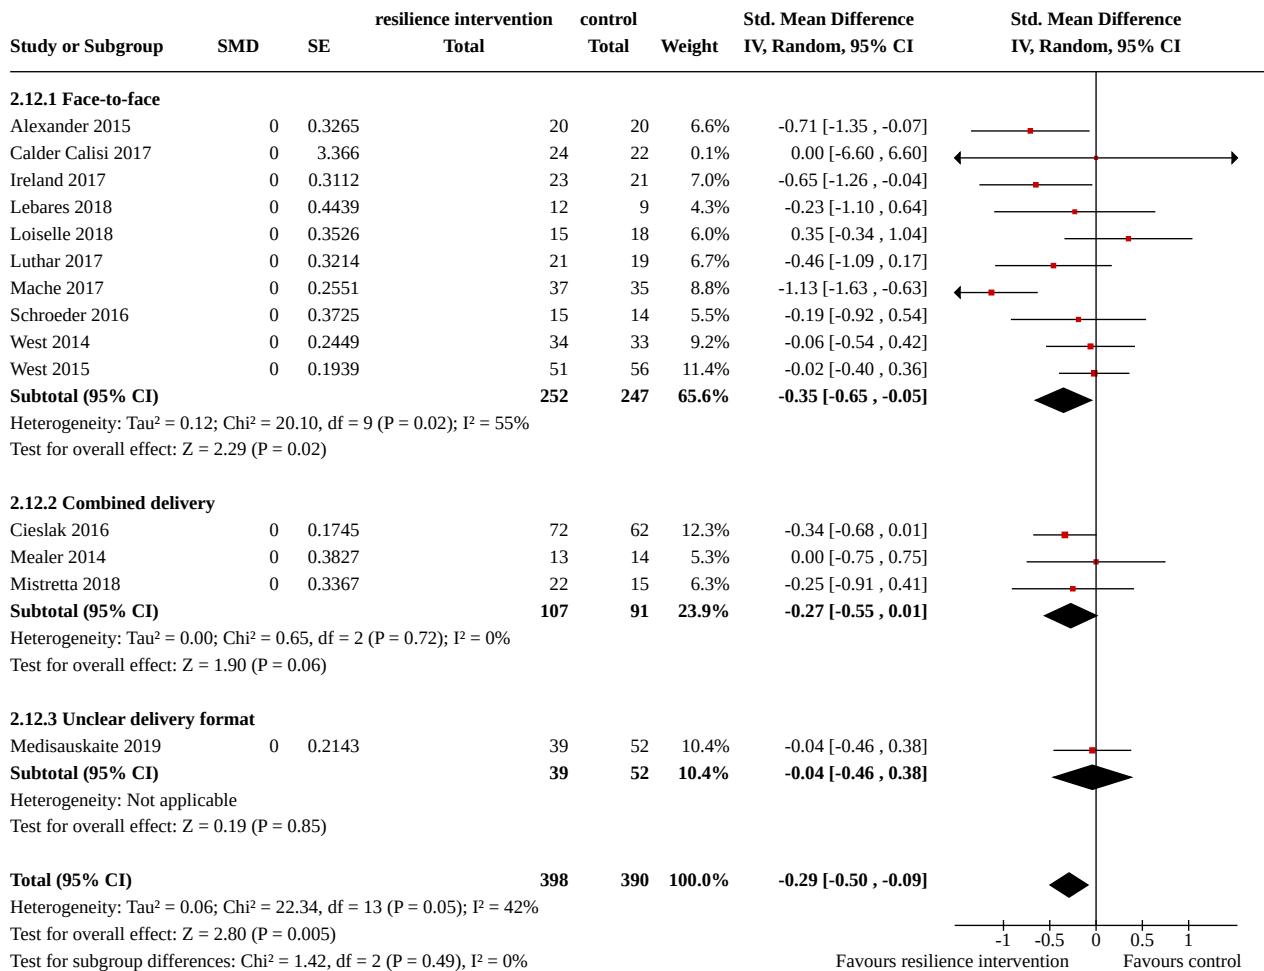 resilience intervention control Std. Mean Difference Std. Mean Difference
Study or Subgroup SMD SE Total Total Weight IV, Random, 95% CI IV, Random, 95% CI
2.12.1 Face-to-face
Alexander 2015 0 0.3265 20 20 6.6% -0.71 [-1.35 , -0.07]
Calder Calisi 2017 0 3.366 24 22 0.1% 0.00 [-6.60 , 6.60]
Ireland 2017 0 0.3112 23 21 7.0% -0.65 [-1.26 , -0.04]
Lebares 2018 0 0.4439 12 9 4.3% -0.23 [-1.10 , 0.64]
Loiselle 2018 0 0.3526 15 18 6.0% 0.35 [-0.34 , 1.04]
Luthar 2017 0 0.3214 21 19 6.7% -0.46 [-1.09 , 0.17]
Mache 2017 0 0.2551 37 35 8.8% -1.13 [-1.63 , -0.63]
Schroeder 2016 0 0.3725 15 14 5.5% -0.19 [-0.92 , 0.54]
West 2014 0 0.2449 34 33 9.2% -0.06 [-0.54 , 0.42]
West 2015 0 0.1939 51 56 11.4% -0.02 [-0.40 , 0.36]
Subtotal (95% CI) 252 247 65.6% -0.35 [-0.65 , -0.05]
Heterogeneity: Tau² = 0.12; Chi² = 20.10, df = 9 (P = 0.02); I² = 55%
Test for overall effect: Z = 2.29 (P = 0.02)
2.12.2 Combined delivery
Cieslak 2016 0 0.1745 72 62 12.3% -0.34 [-0.68 , 0.01]
Mealer 2014 0 0.3827 13 14 5.3% 0.00 [-0.75 , 0.75]
Mistretta 2018 0 0.3367 22 15 6.3% -0.25 [-0.91 , 0.41]
Subtotal (95% CI) 107 91 23.9% -0.27 [-0.55 , 0.01]
Heterogeneity: Tau² = 0.00; Chi² = 0.65, df = 2 (P = 0.72); I² = 0%
Test for overall effect: Z = 1.90 (P = 0.06)
2.12.3 Unclear delivery format
Medisauskaite 2019 0 0.2143 39 52 10.4% -0.04 [-0.46 , 0.38]
Subtotal (95% CI) 39 52 10.4% -0.04 [-0.46 , 0.38]
Heterogeneity: Not applicable
Test for overall effect: Z = 0.19 (P = 0.85)
Total (95% CI) 398 390 100.0% -0.29 [-0.50 , -0.09]
Heterogeneity: Tau² = 0.06; Chi² = 22.34, df = 13 (P = 0.05); I² = 42%
Test for overall effect: Z = 2.80 (P = 0.005) -1 -0.5 0 0.5 1
Test for subgroup differences: Chi² = 1.42, df = 2 (P = 0.49), I² = 0% Favours resilience intervention Favours control